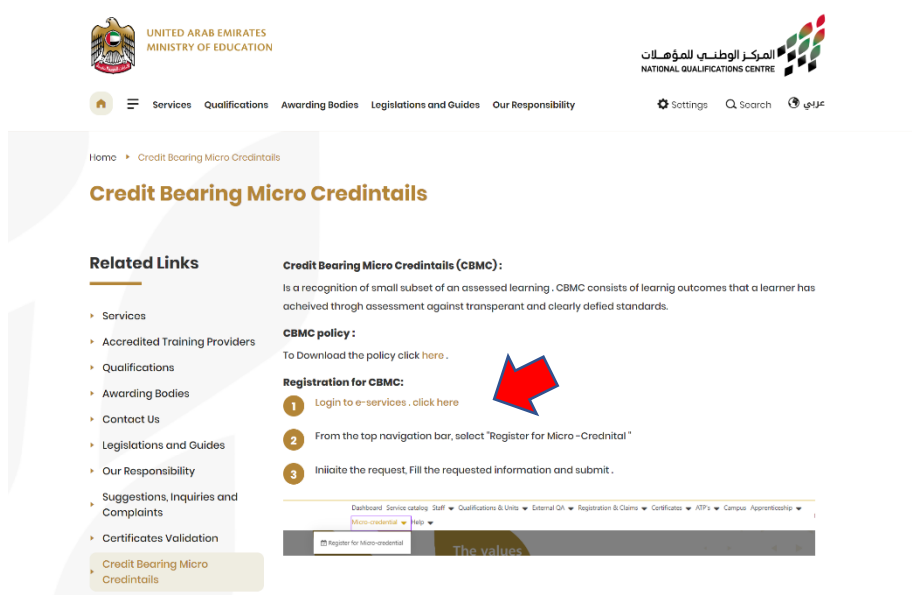 UNITED ARAB EMIRATES
MINISTRY OF EDUCATION
المركز الوطني للمؤهلات
NATIONAL QUALIFICATIONS CENTRE
Services Qualifications Awarding Bodies Legislations and Guides Our Responsibility Settings Search عربي
Home Credit Bearing Micro Credintails
Credit Bearing Micro Credintails
Related Links
Services
Accredited Training Providers
Qualifications
Awarding Bodies
Contact Us
Legislations and Guides
Our Responsibility
Suggestions, Inquiries and
Complaints
Certificates Validation
Credit Bearing Micro
Credintails
Credit Bearing Micro Credintails (CBMC) :
Is a recognition of small subset of an assessed learning . CBMC consists of learnig outcomes that a learner has
acheived throgh assessment against transperant and clearly defied standards.
CBMC policy :
To Download the policy click here .
Registration for CBMC:
1 Login to e-services . click here
2 From the top navigation bar, select "Register for Micro -Crednital "
3 Iniiaite the request, Fill the requested information and submit .
Dashboard Service catalog Staff Qualifications & Units External QA Registration & Claims Certificates ATP's Campus Apprenticeship
Micro-credential Help
Register for Micro-credential
The values